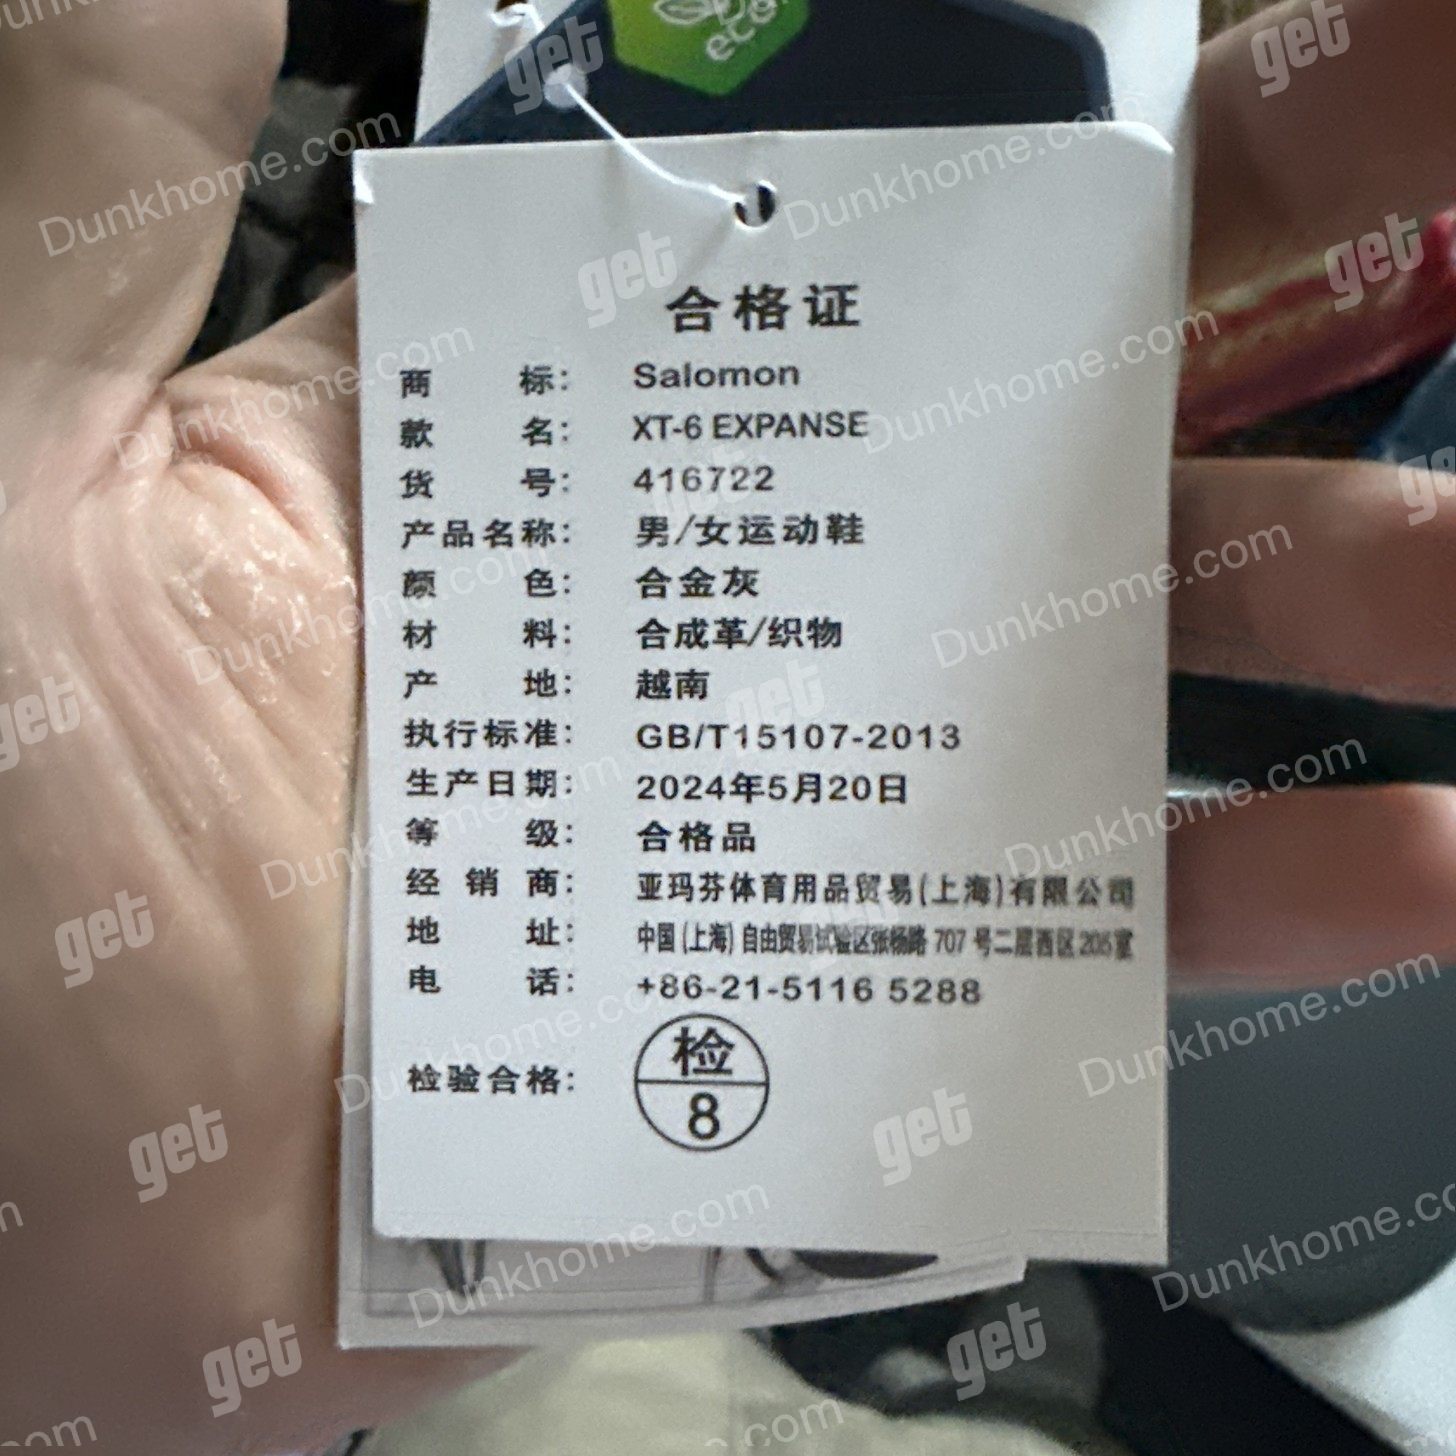 eco
合格证
商标： Salomon
款名： XT-6 EXPANSE
货号： 416722
产品名称： 男/女运动鞋
颜色： 合金灰
材料： 合成革/织物
产地： 越南
执行标准： GB/T15107-2013
生产日期： 2024年5月20日
等级： 合格品
经销商： 亚玛芬体育用品贸易(上海)有限公司
地址： 中国(上海)自由贸易试验区张杨路 707 号二层西区205室
电话： +86-21-5116 5288
检验合格： 检
8
get
Dunkhome.com